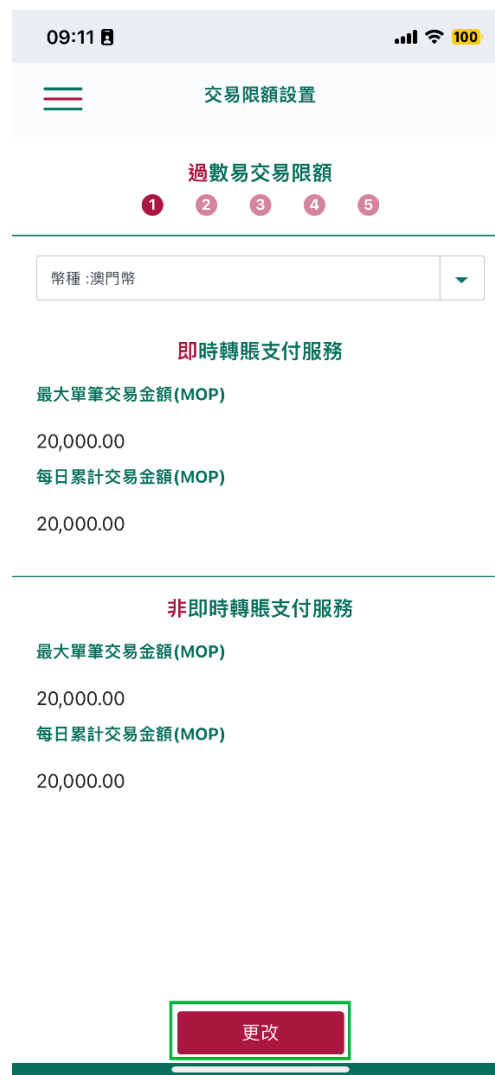 09:11 100
交易限額設置
過數易交易限額
1 2 3 4 5
幣種 :澳門幣
即時轉賬支付服務
最大單筆交易金額(MOP)
20,000.00
每日累計交易金額(MOP)
20,000.00
非即時轉賬支付服務
最大單筆交易金額(MOP)
20,000.00
每日累計交易金額(MOP)
20,000.00
更改